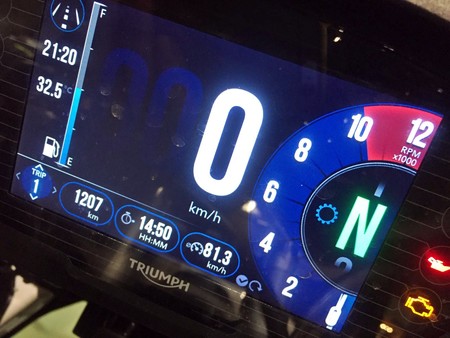 F
21:20
32.5°
E
0
km/h
10
12
RPM
x1000
8
6
4
2
N
2
TRIP
1
1207
km
14:50
HH:MM
81.3
km/h
TRIUMPH